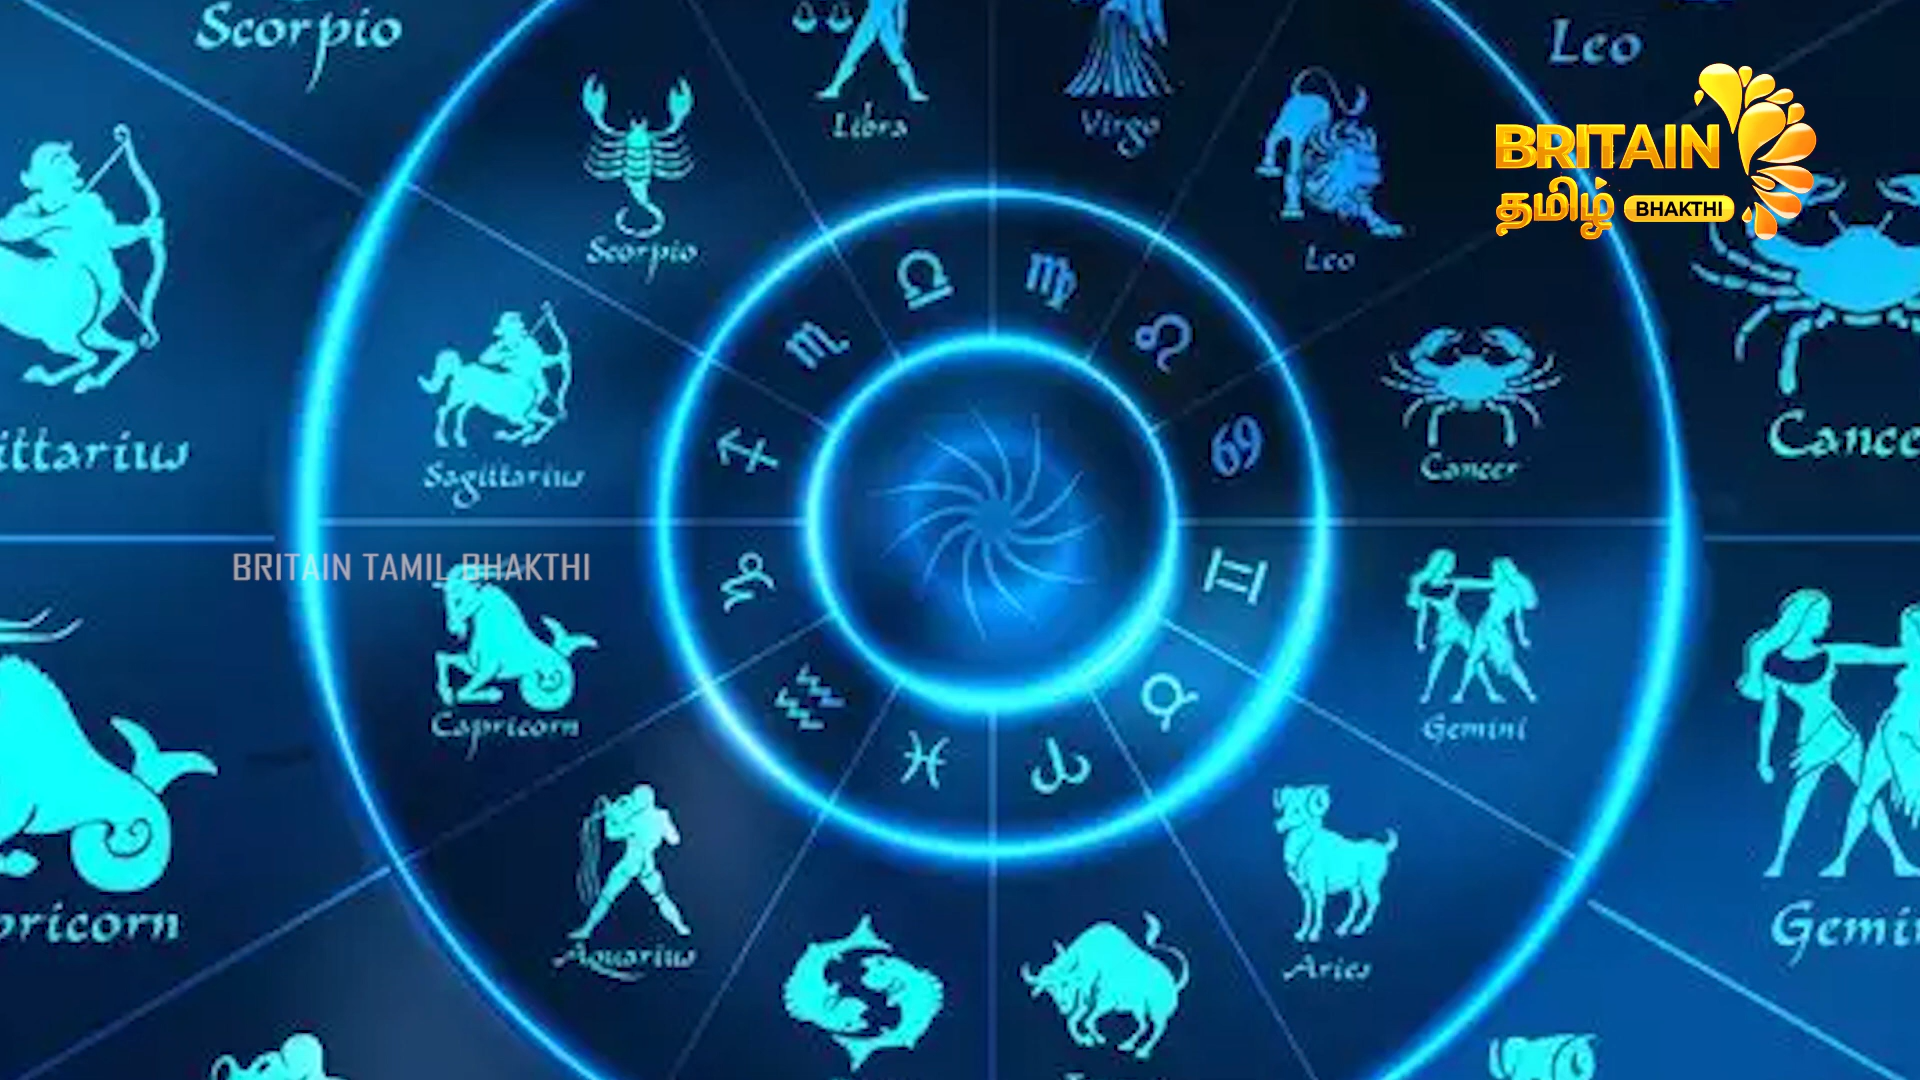 Scorpio
Leo
Libra
Virgo
BRITAIN
தமிழ் BHAKTHI
Scorpio
Leo
Cance
ittarius
Sagittarius
Cancer
BRITAIN TAMIL BHAKTHI
Capricorn
Gemini
pricorn
Gemi
Aquarius
Aries